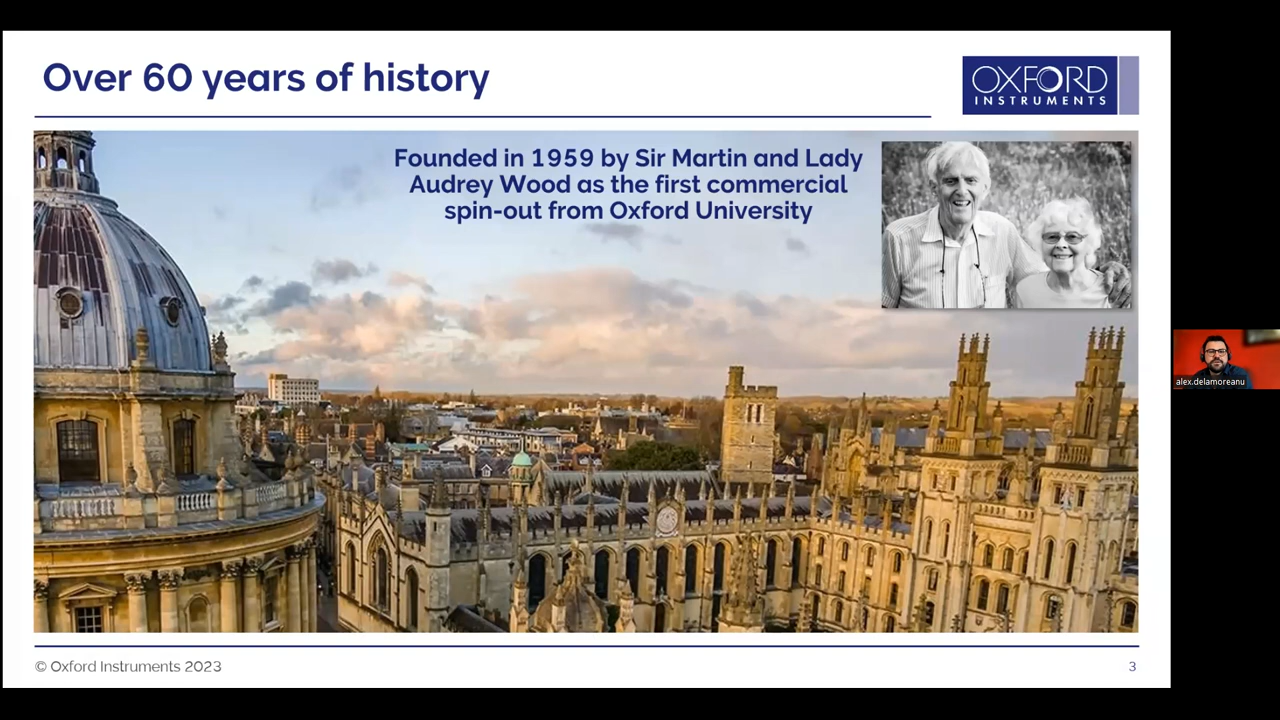 Over 60 years of history
OXFORD
INSTRUMENTS
Founded in 1959 by Sir Martin and Lady
Audrey Wood as the first commercial
spin-out from Oxford University
alex.delamoreanu
© Oxford Instruments 2023
3